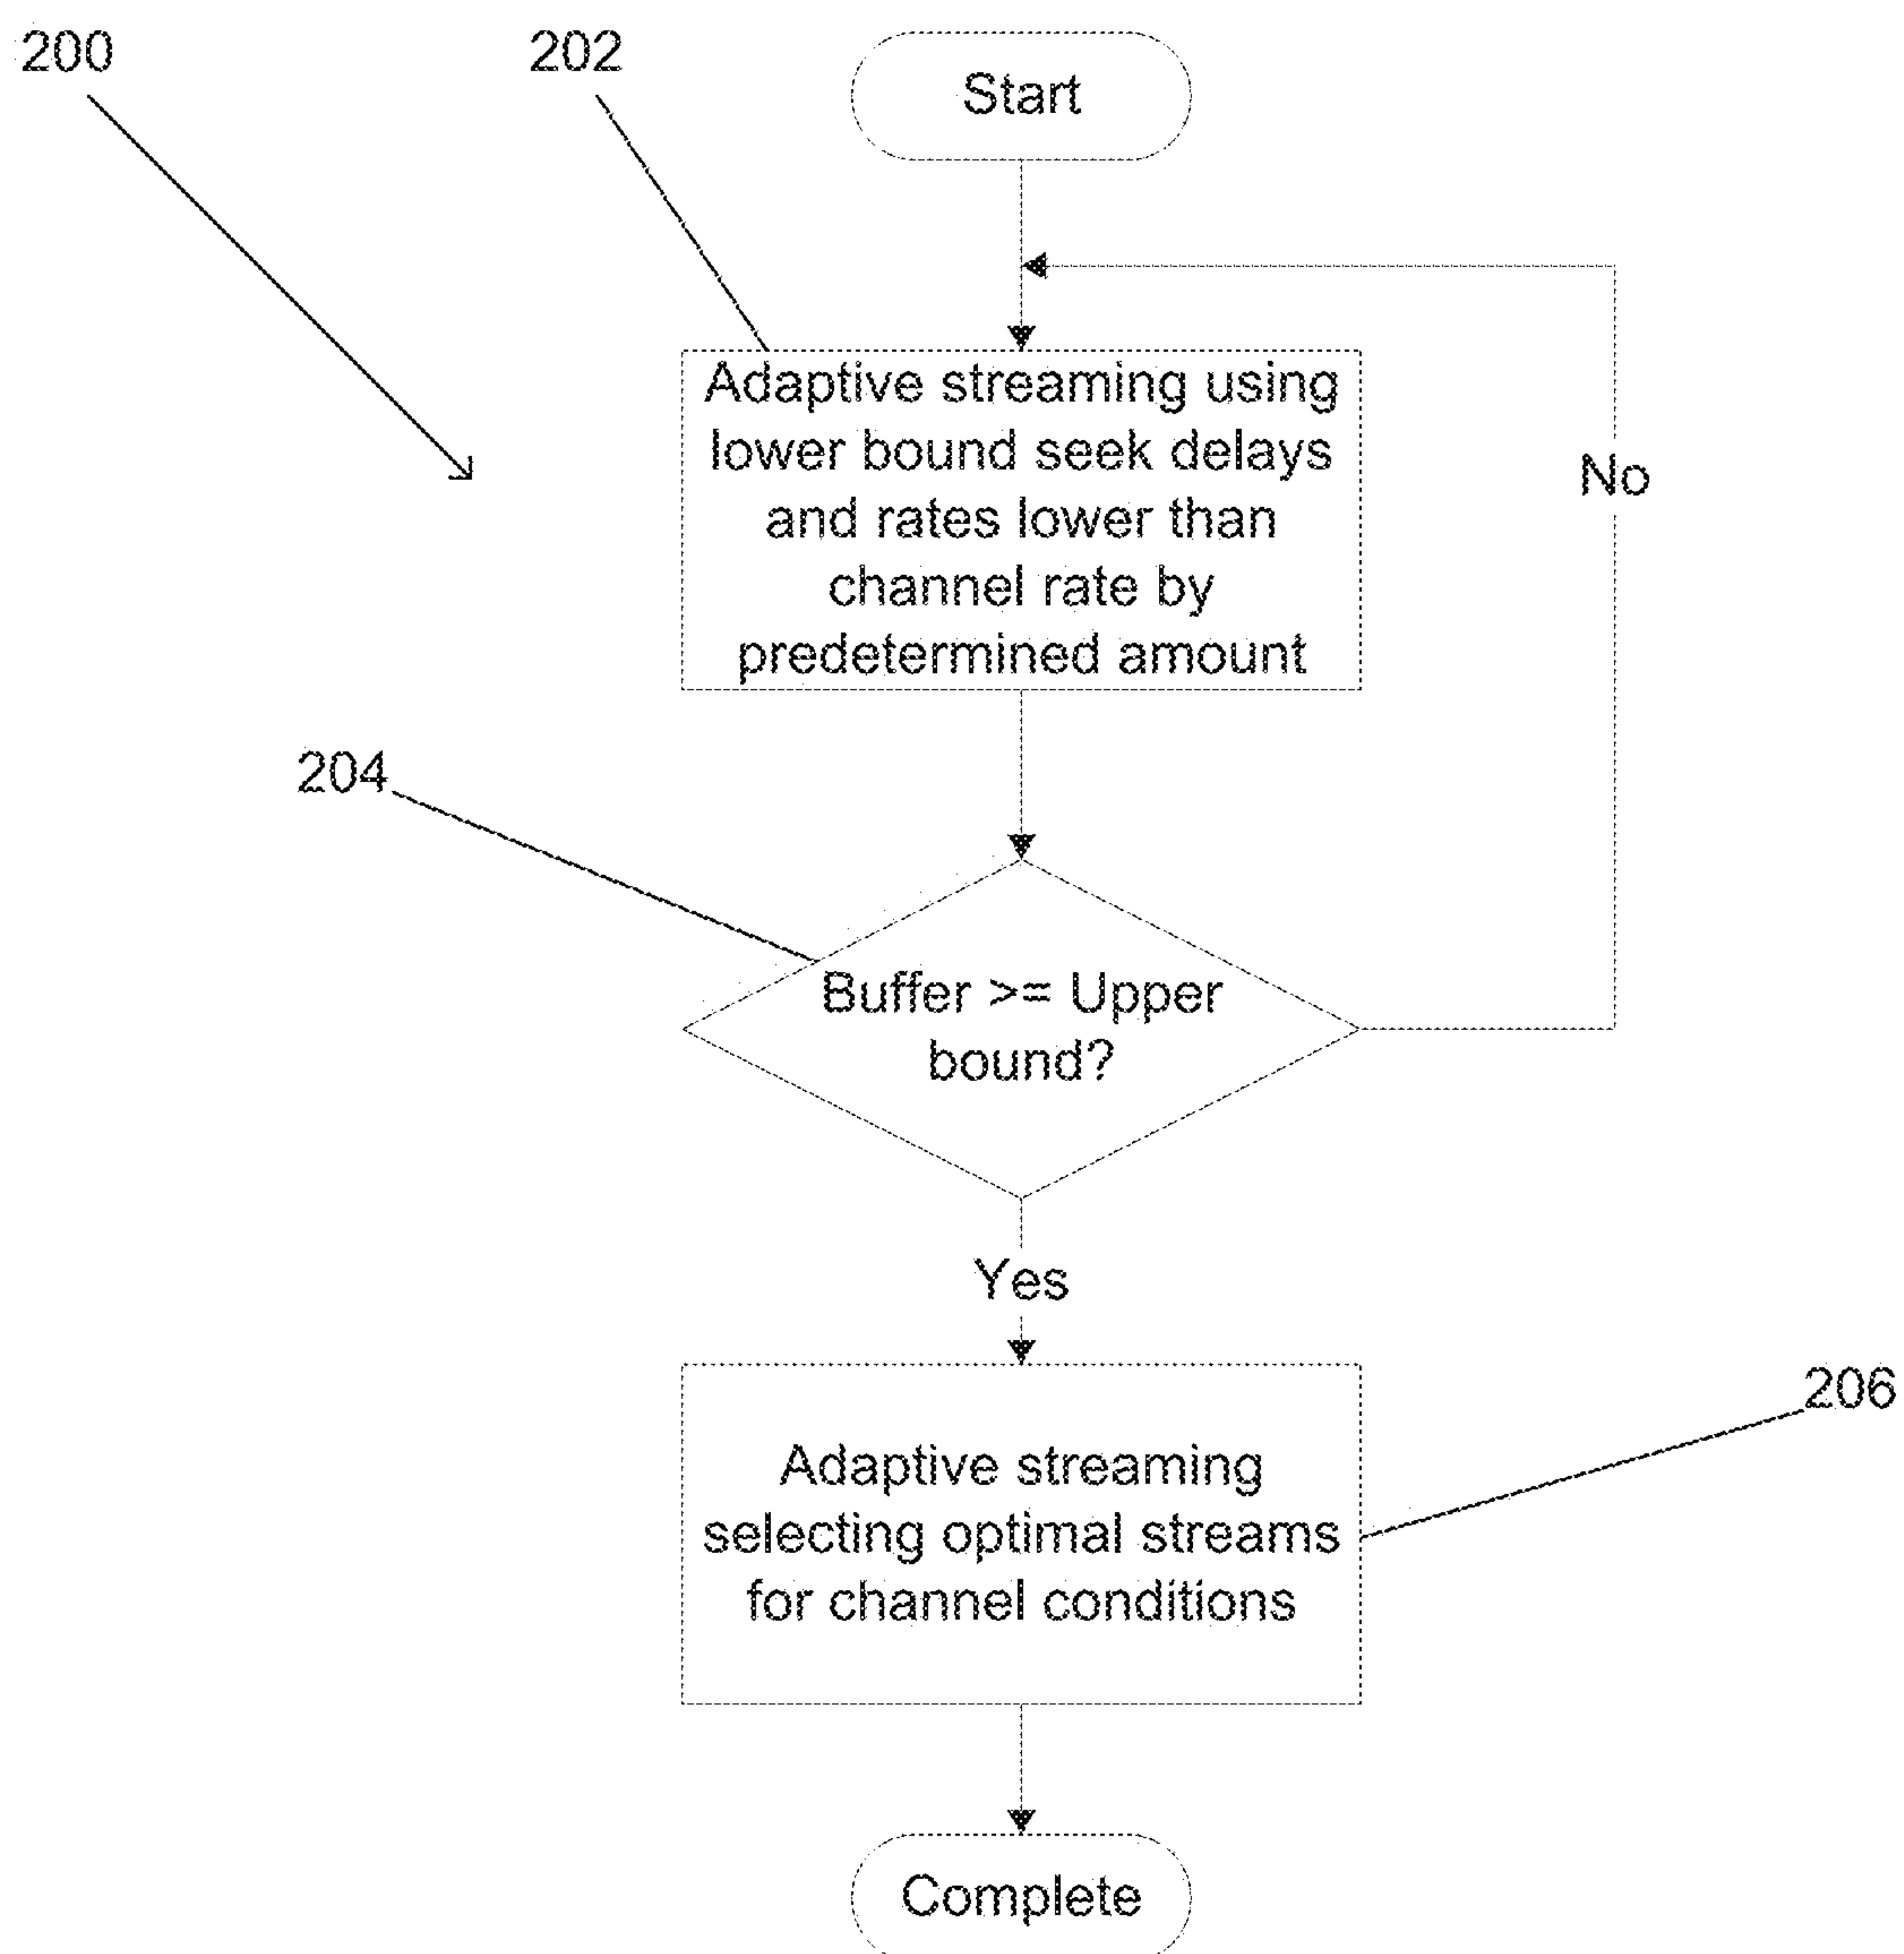 200
202
Start
Adaptive streaming using
lower bound seek delays
and rates lower than
channel rate by
predetermined amount
No
204
Buffer >= Upper
bound?
Yes
206
Adaptive streaming
selecting optimal streams
for channel conditions
Complete